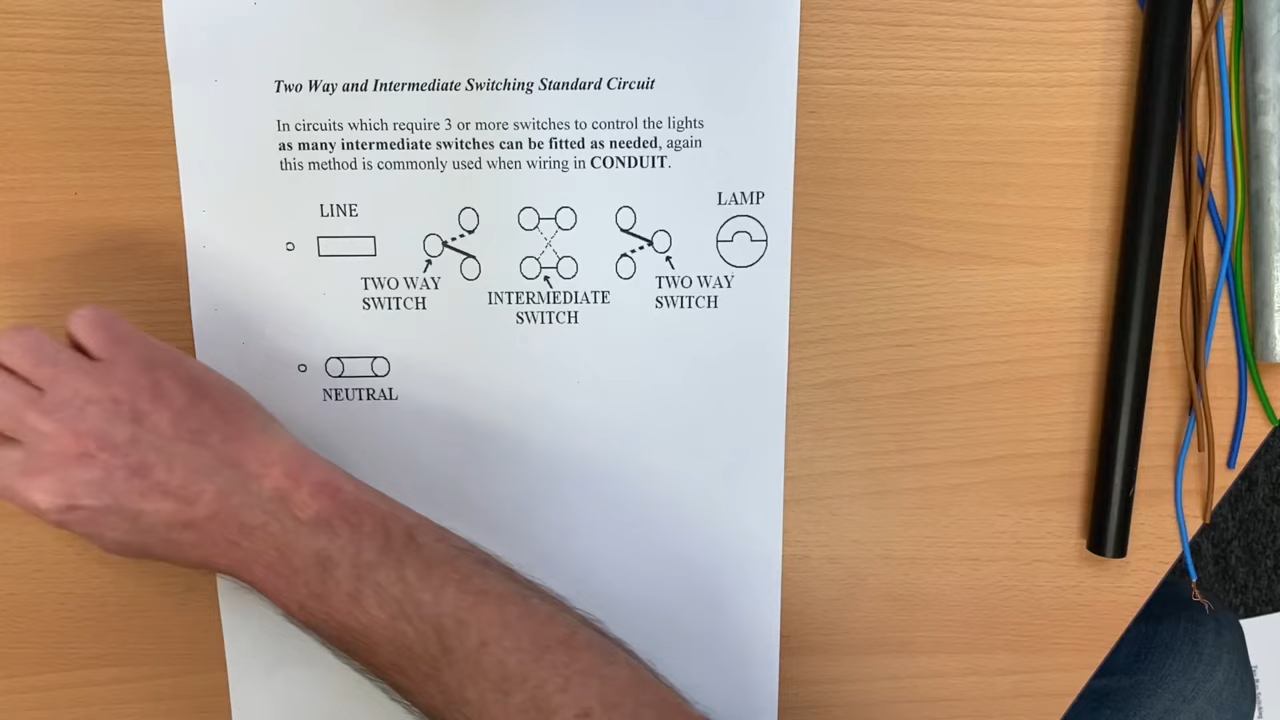 Two Way and Intermediate Switching Standard Circuit
In circuits which require 3 or more switches to control the lights
as many intermediate switches can be fitted as needed, again
this method is commonly used when wiring in CONDUIT.
LINE
LAMP
TWO WAY
SWITCH
INTERMEDIATE
SWITCH
TWO WAY
SWITCH
NEUTRAL